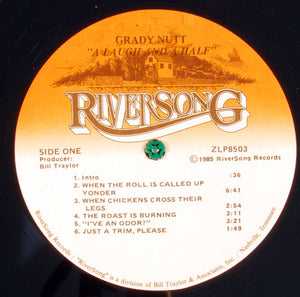 GRADY NUTT
"A LAUGH AND A HALF"
RIVERSONG
SIDE ONE
Producer:
Bill Traylor
ZLP8503
℗1985 RiverSong Records
1 Intro :36
2 WHEN THE ROLL IS CALLED UP
YONDER 6:41
3 WHEN CHICKENS CROSS THEIR
LEGS 2:54
4 THE ROAST IS BURNING 3:11
5 "I'VE AN ODOR!" 3:21
6 JUST A TRIM, PLEASE 1:49
RiverSong Records / "RiverSong" is a division of Bill Traylor & Associates, Inc. / Nashville, Tennessee